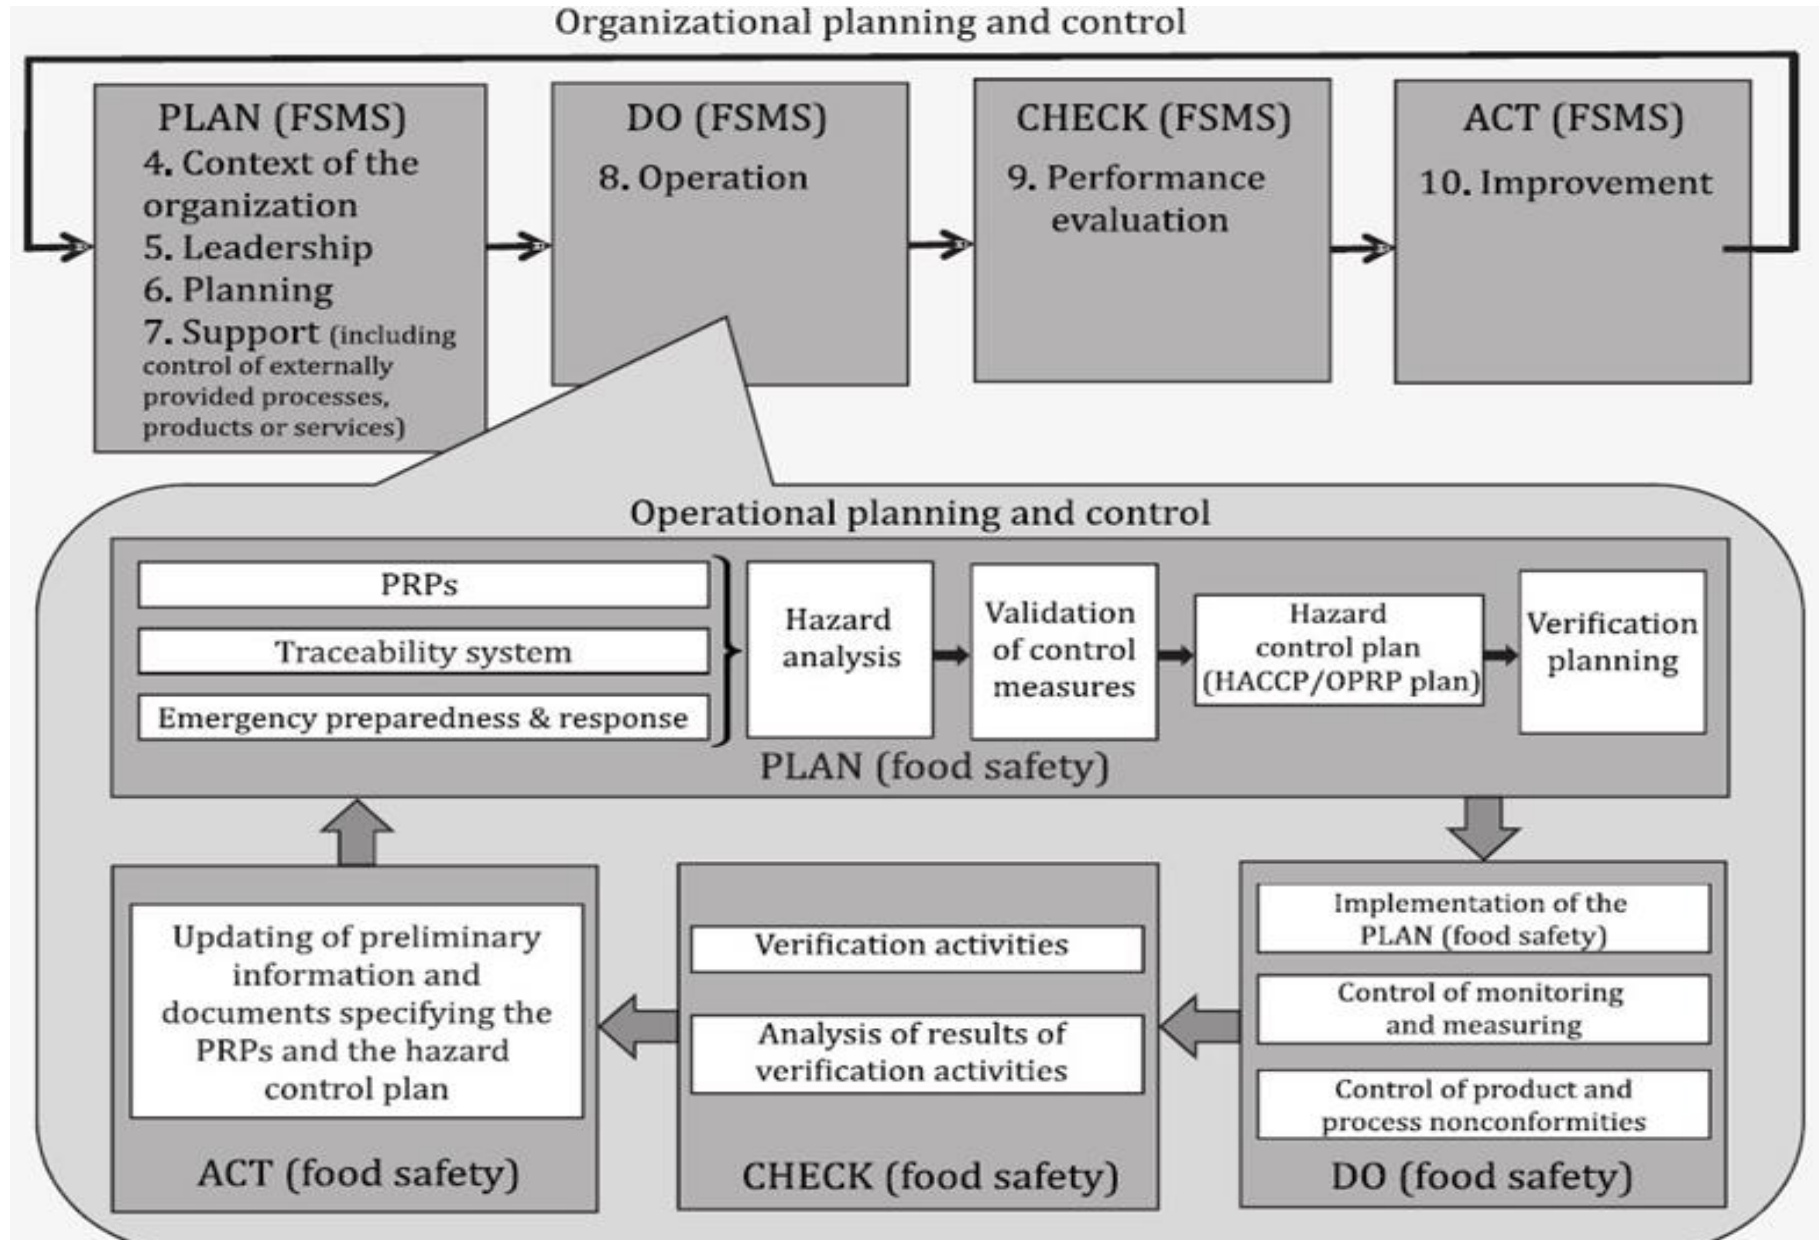 Organizational planning and control
PLAN (FSMS)
4. Context of the
organization
5. Leadership
6. Planning
7. Support (including
control of externally
provided processes,
products or services)
DO (FSMS)
8. Operation
CHECK (FSMS)
9. Performance
evaluation
ACT (FSMS)
10. Improvement
Operational planning and control
PRPs
Traceability system
Emergency preparedness & response
Hazard
analysis
Validation
of control
measures
Hazard
control plan
(HACCP/OPRP plan)
Verification
planning
PLAN (food safety)
Implementation of the
PLAN (food safety)
Control of monitoring
and measuring
Control of product and
process nonconformities
DO (food safety)
Verification activities
Analysis of results of
verification activities
CHECK (food safety)
Updating of preliminary
information and
documents specifying the
PRPs and the hazard
control plan
ACT (food safety)